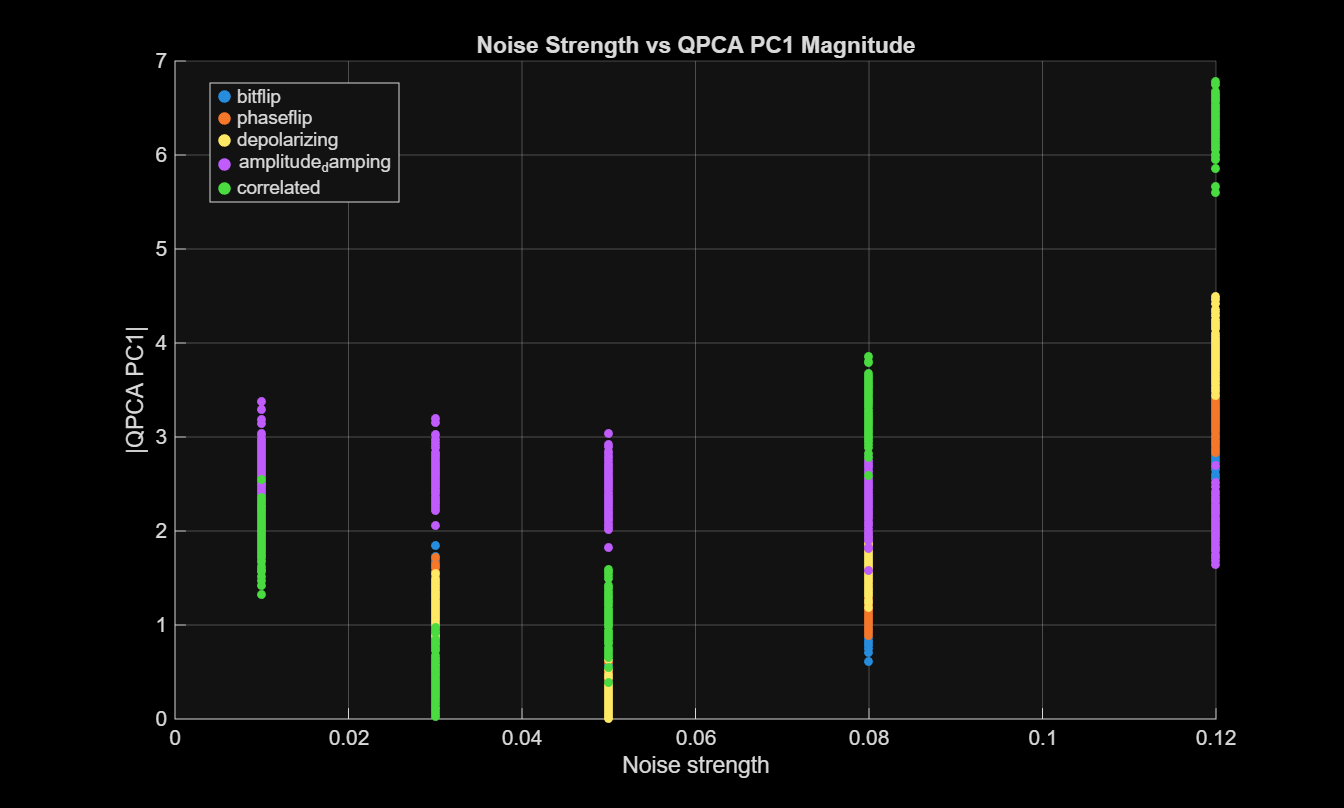 Noise Strength vs QPCA PC1 Magnitude
7
bitflip
phaseflip
depolarizing
amplitude_damping
correlated
6
5
4
3
2
1
0
|QPCA PC1|
0 0.02 0.04 0.06 0.08 0.1 0.12
Noise strength